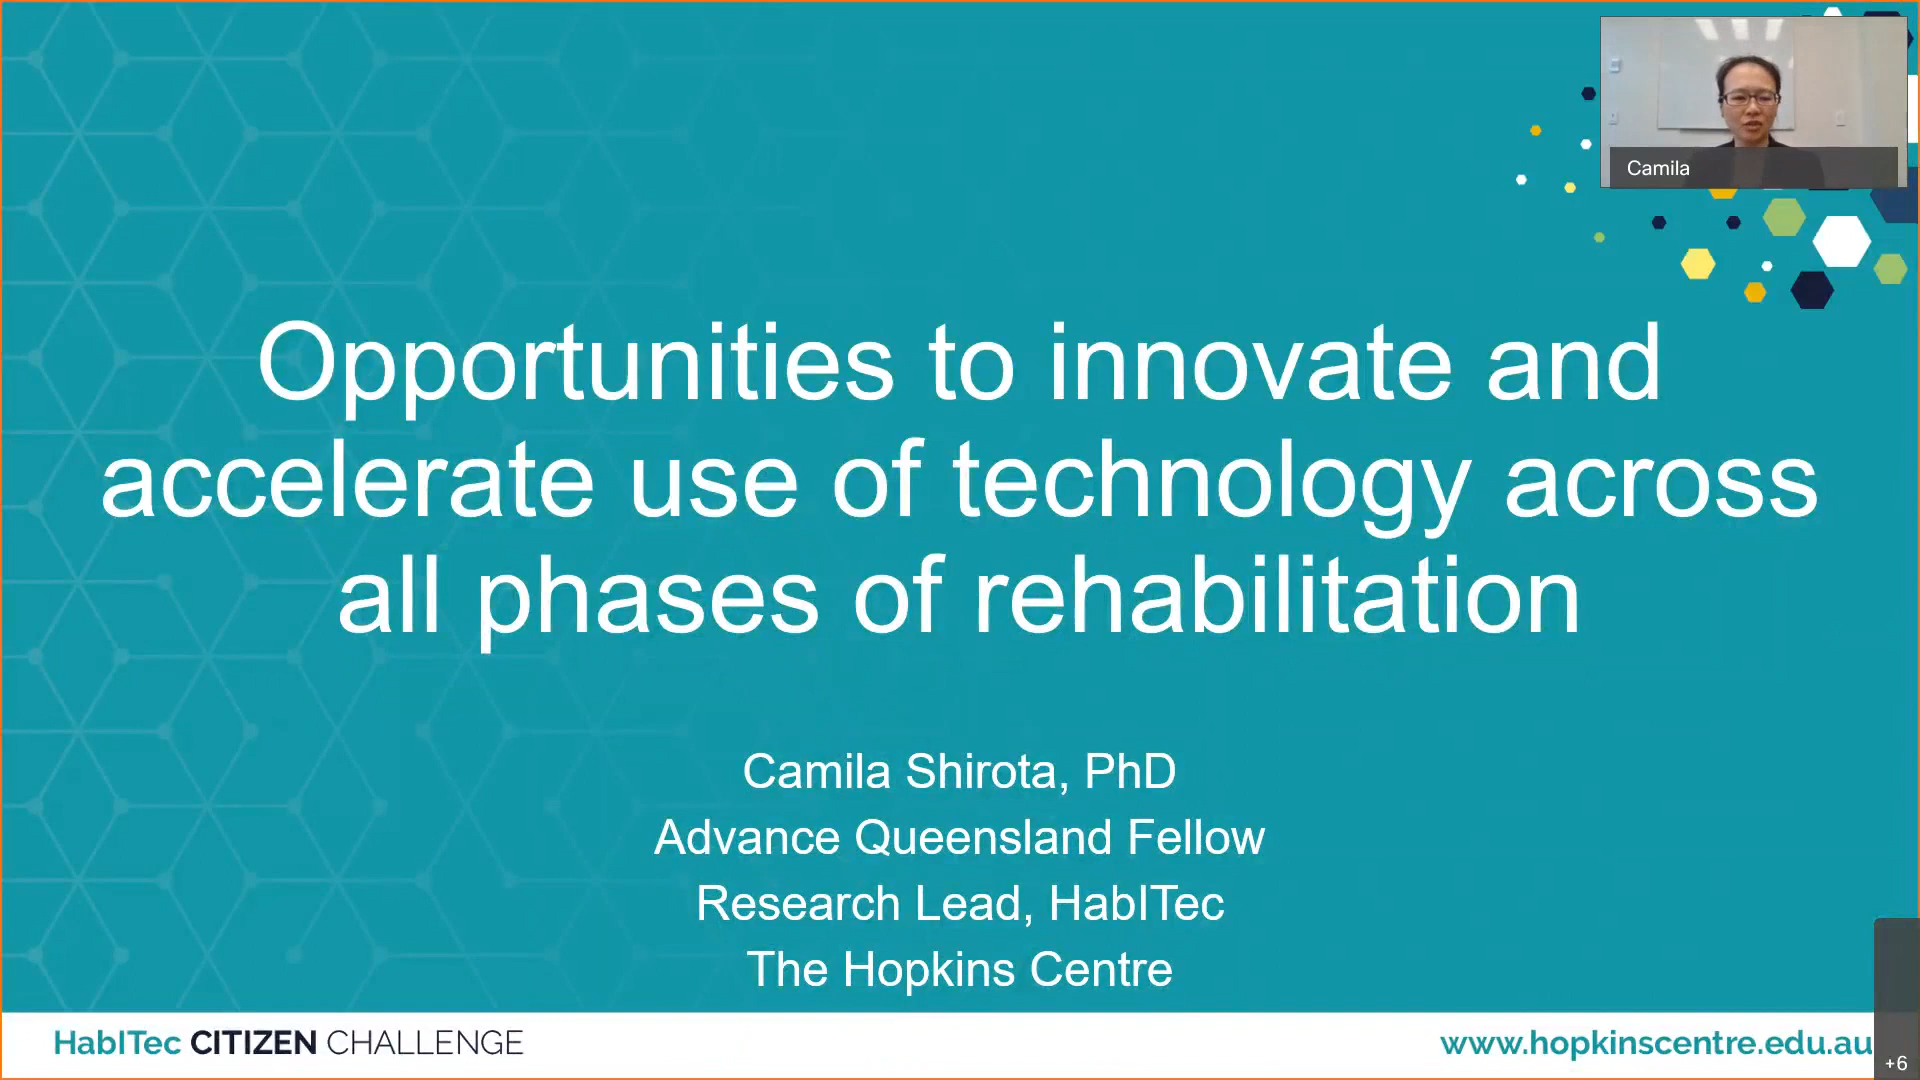 Camila
Opportunities to innovate and
accelerate use of technology across
all phases of rehabilitation
Camila Shirota, PhD
Advance Queensland Fellow
Research Lead, HabITec
The Hopkins Centre
HabITec CITIZEN CHALLENGE
www.hopkinscentre.edu.au
+6